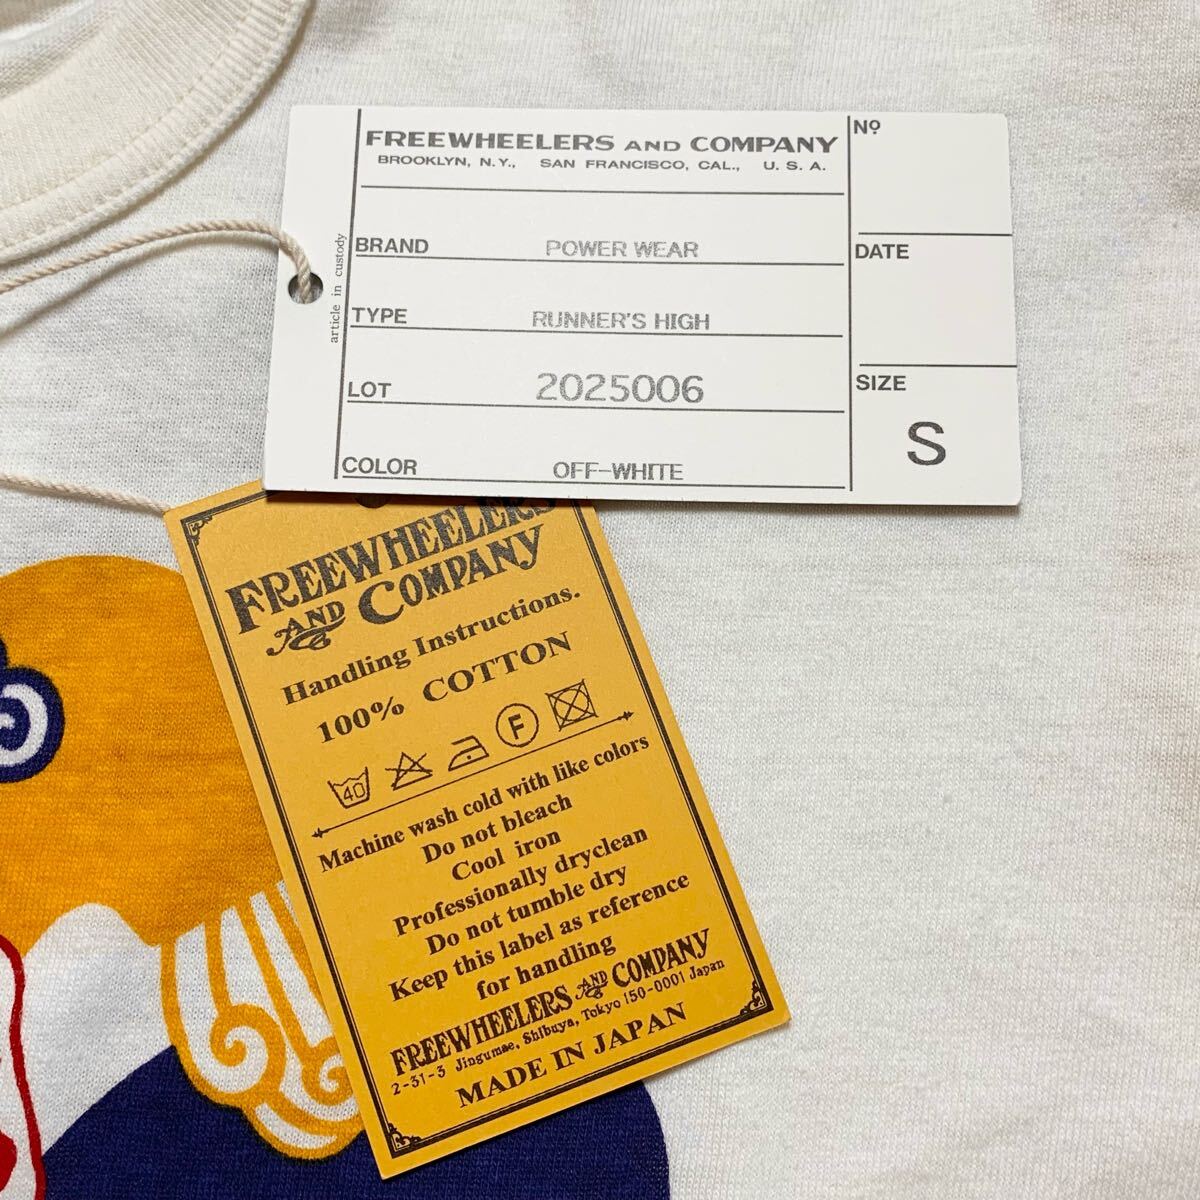 FREEWHEELERS AND COMPANY
BROOKLYN, N.Y., SAN FRANCISCO, CAL., U. S. A.
article in custody
BRAND POWER WEAR
TYPE RUNNER'S HIGH
LOT 2025006
COLOR OFF-WHITE
No
DATE
SIZE
S
FREEWHEELERS
AND COMPANY
Handling Instructions.
100% COTTON
40 F
Machine wash cold with like colors
Do not bleach
Cool iron
Professionally dryclean
Do not tumble dry
Keep this label as reference
for handling
FREEWHEELERS AND COMPANY
2-31-3 Jingumae, Shibuya, Tokyo 150-0001 Japan
MADE IN JAPAN